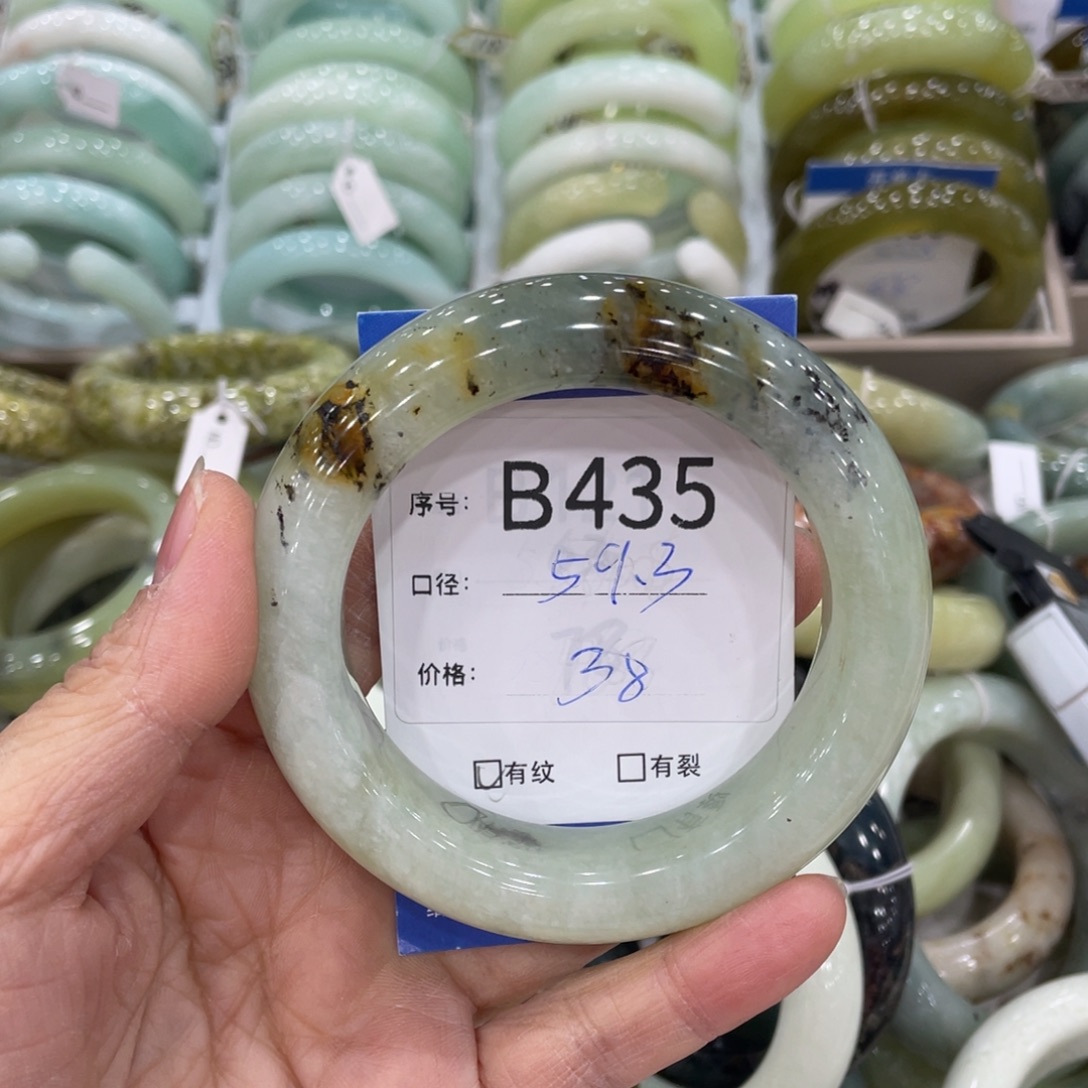 序号: B435
口径: 59.3
价格: 38
有纹 有裂